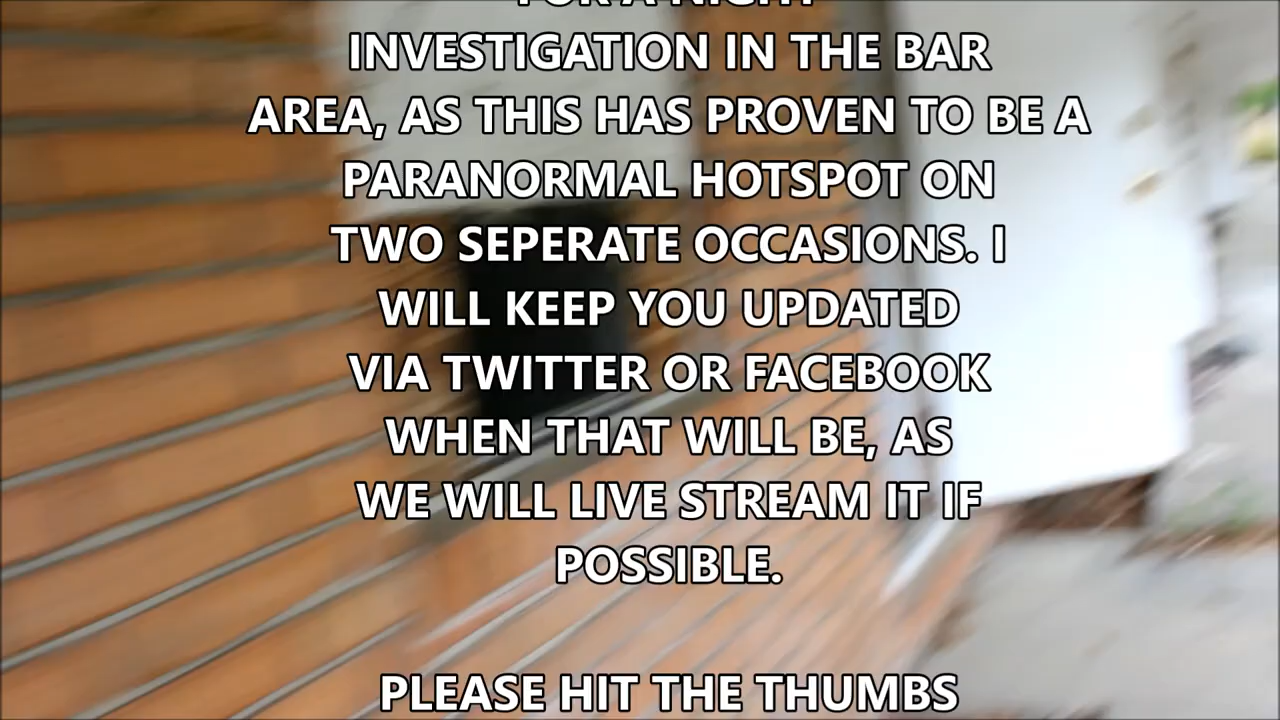 FOR A NIGHT
INVESTIGATION IN THE BAR
AREA, AS THIS HAS PROVEN TO BE A
PARANORMAL HOTSPOT ON
TWO SEPERATE OCCASIONS. I
WILL KEEP YOU UPDATED
VIA TWITTER OR FACEBOOK
WHEN THAT WILL BE, AS
WE WILL LIVE STREAM IT IF
POSSIBLE.
PLEASE HIT THE THUMBS